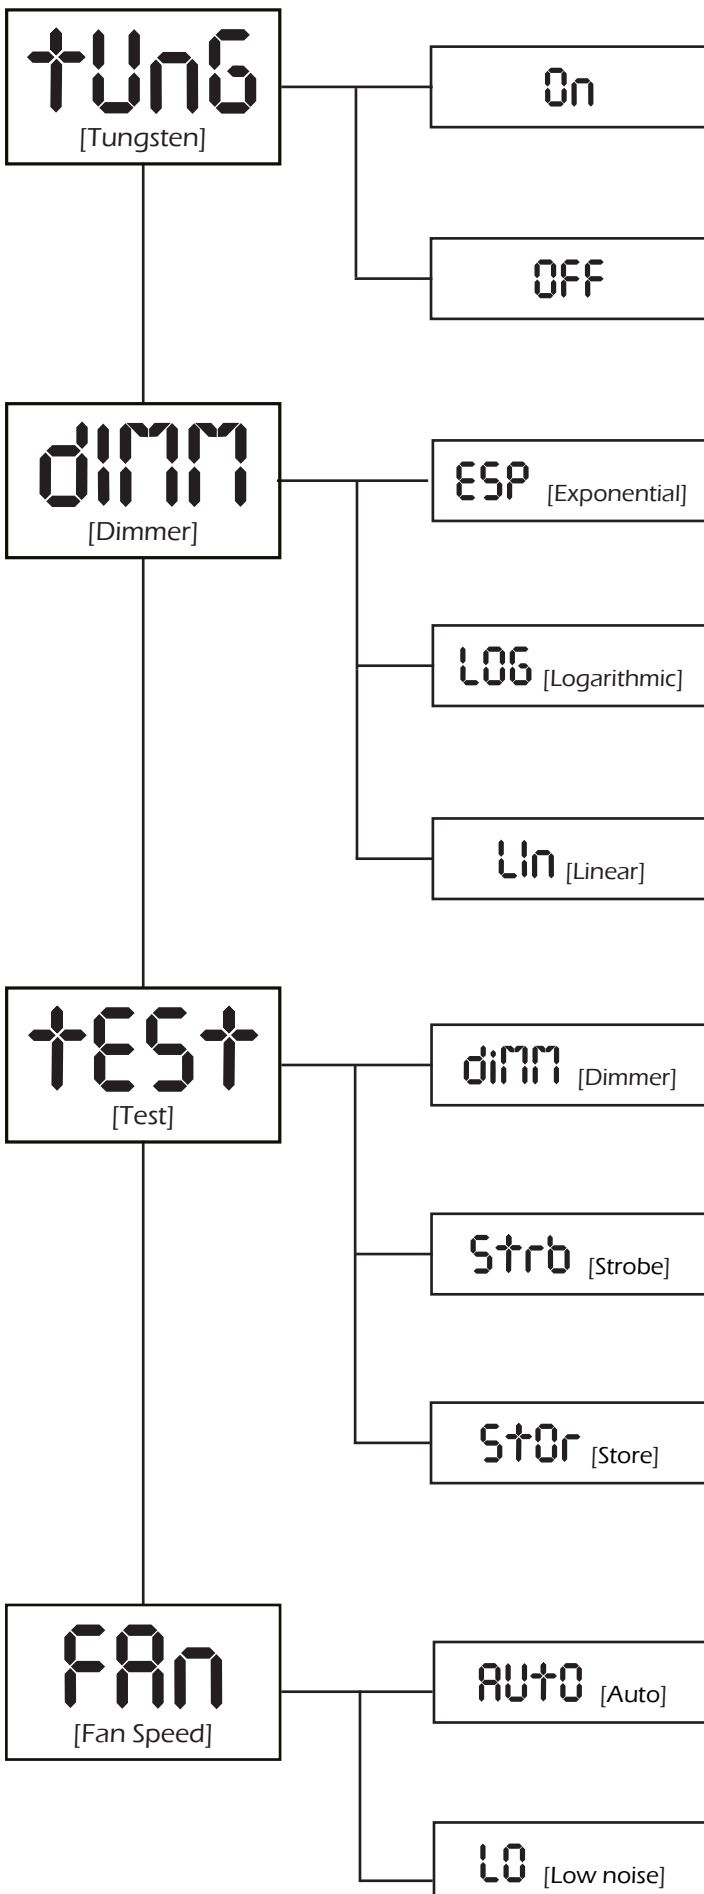 tUnG
[Tungsten]
On
OFF
dIMM
[Dimmer]
ESP [Exponential]
LOG [Logarithmic]
LIn [Linear]
tESt
[Test]
diMM [Dimmer]
Strb [Strobe]
StOr [Store]
FAn
[Fan Speed]
AUtO [Auto]
LO [Low noise]